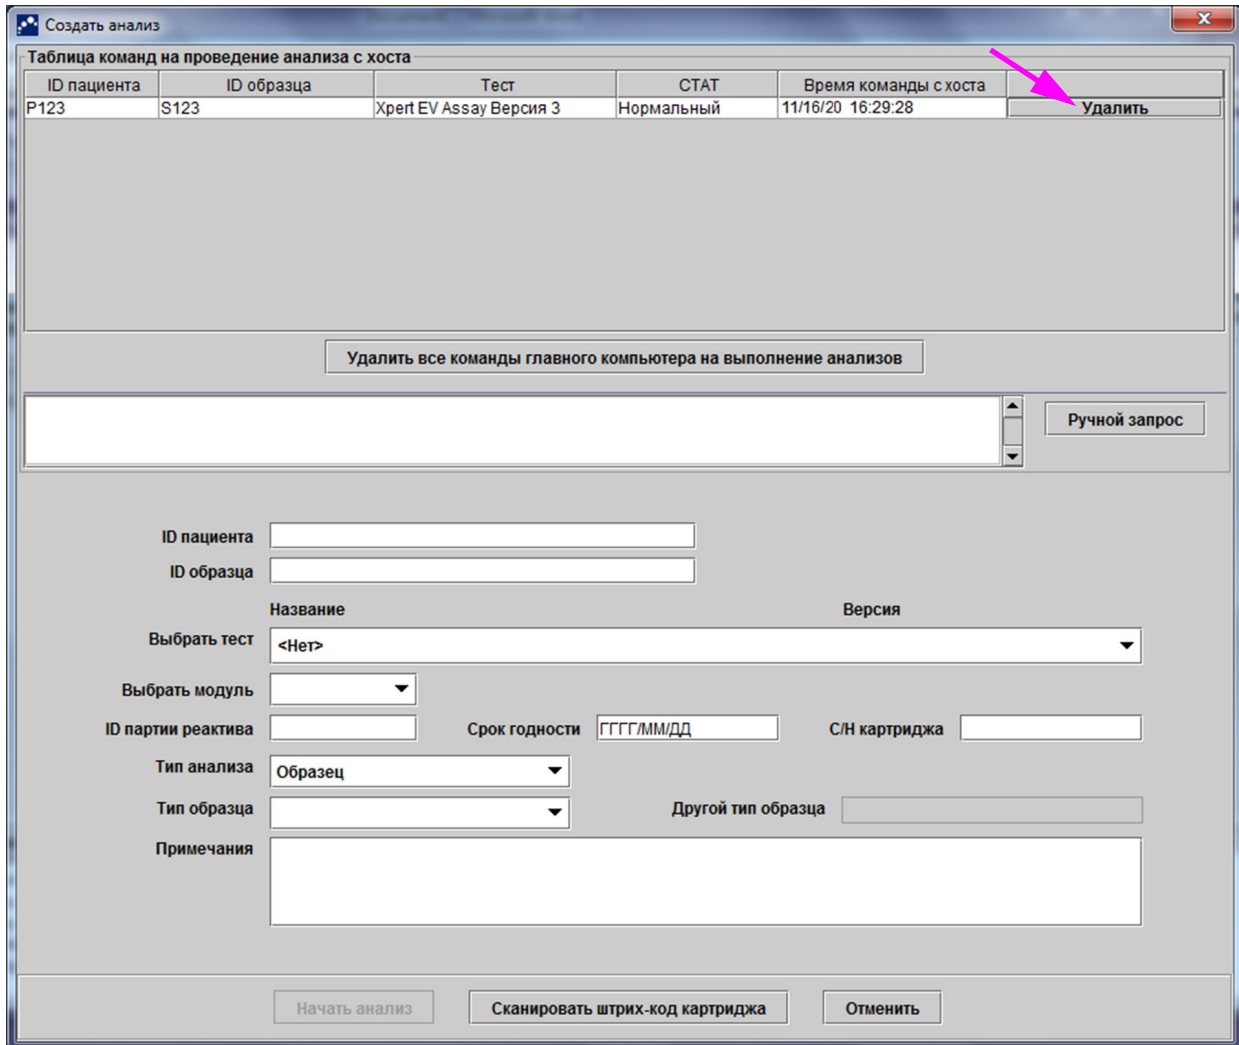 Создать анализ
Таблица команд на проведение анализа с хоста
ID пациента ID образца Тест СТАТ Время команды с хоста
P123 S123 Xpert EV Assay Версия 3 Нормальный 11/16/20 16:29:28 Удалить
Удалить все команды главного компьютера на выполнение анализов
Ручной запрос
ID пациента
ID образца
Название Версия
Выбрать тест <Нет>
Выбрать модуль
ID партии реактива Срок годности ГГГГ/ММ/ДД С/Н картриджа
Тип анализа Образец
Тип образца Другой тип образца
Примечания
Начать анализ Сканировать штрих-код картриджа Отменить